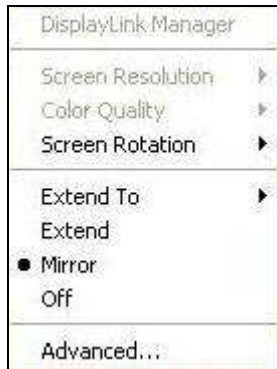 DisplayLink Manager
Screen Resolution
Color Quality
Screen Rotation
Extend To
Extend
Mirror
Off
Advanced...